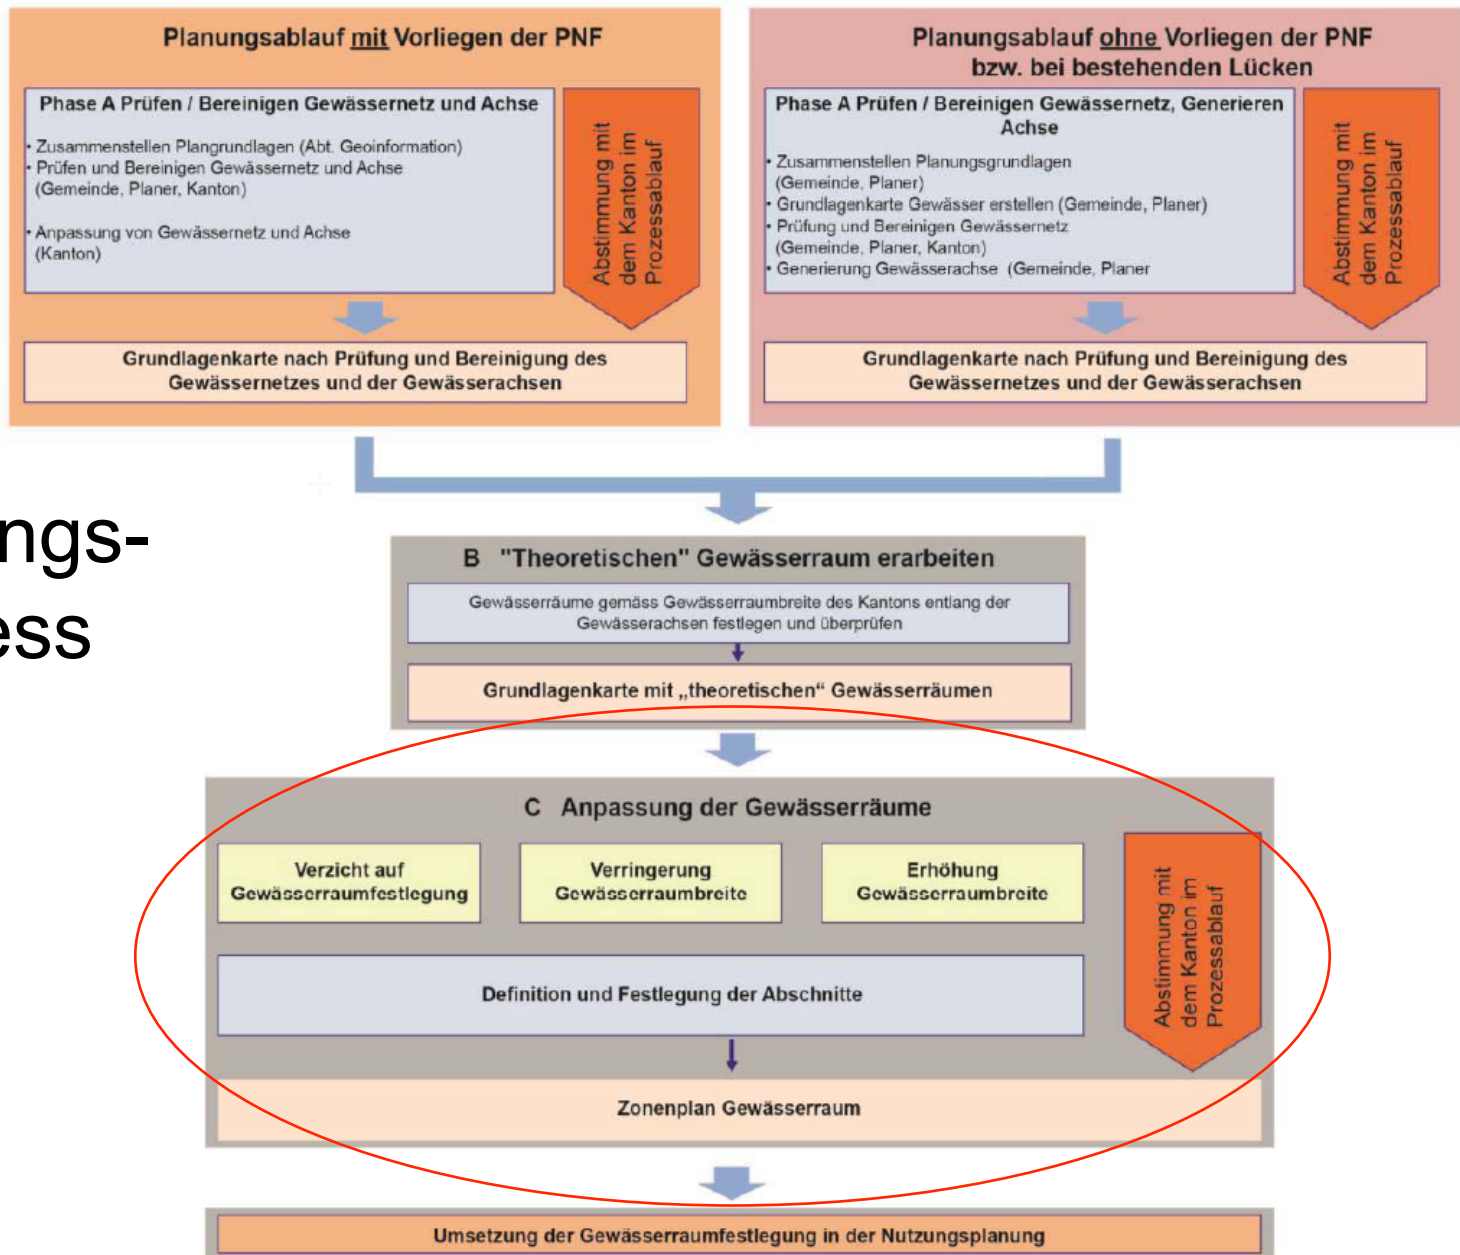 Planungsablauf mit Vorliegen der PNF
Phase A Prüfen / Bereinigen Gewässernetz und Achse
• Zusammenstellen Plangrundlagen (Abt. Geoinformation)
• Prüfen und Bereinigen Gewässernetz und Achse
(Gemeinde, Planer, Kanton)
• Anpassung von Gewässernetz und Achse
(Kanton)
Abstimmung mit
dem Kanton im
Prozessablauf
Grundlagenkarte nach Prüfung und Bereinigung des
Gewässernetzes und der Gewässerachsen
Planungsablauf ohne Vorliegen der PNF
bzw. bei bestehenden Lücken
Phase A Prüfen / Bereinigen Gewässernetz, Generieren
Achse
• Zusammenstellen Planungsgrundlagen
(Gemeinde, Planer)
• Grundlagenkarte Gewässer erstellen (Gemeinde, Planer)
• Prüfung und Bereinigen Gewässernetz
(Gemeinde, Planer, Kanton)
• Generierung Gewässerachse (Gemeinde, Planer
Abstimmung mit
dem Kanton im
Prozessablauf
Grundlagenkarte nach Prüfung und Bereinigung des
Gewässernetzes und der Gewässerachsen
ngs-
ess
B "Theoretischen" Gewässerraum erarbeiten
Gewässerräume gemäss Gewässerraumbreite des Kantons entlang der
Gewässerachsen festlegen und überprüfen
Grundlagenkarte mit „theoretischen“ Gewässerräumen
C Anpassung der Gewässerräume
Verzicht auf
Gewässerraumfestlegung
Verringerung
Gewässerraumbreite
Erhöhung
Gewässerraumbreite
Abstimmung mit
dem Kanton im
Prozessablauf
Definition und Festlegung der Abschnitte
Zonenplan Gewässerraum
Umsetzung der Gewässerraumfestlegung in der Nutzungsplanung